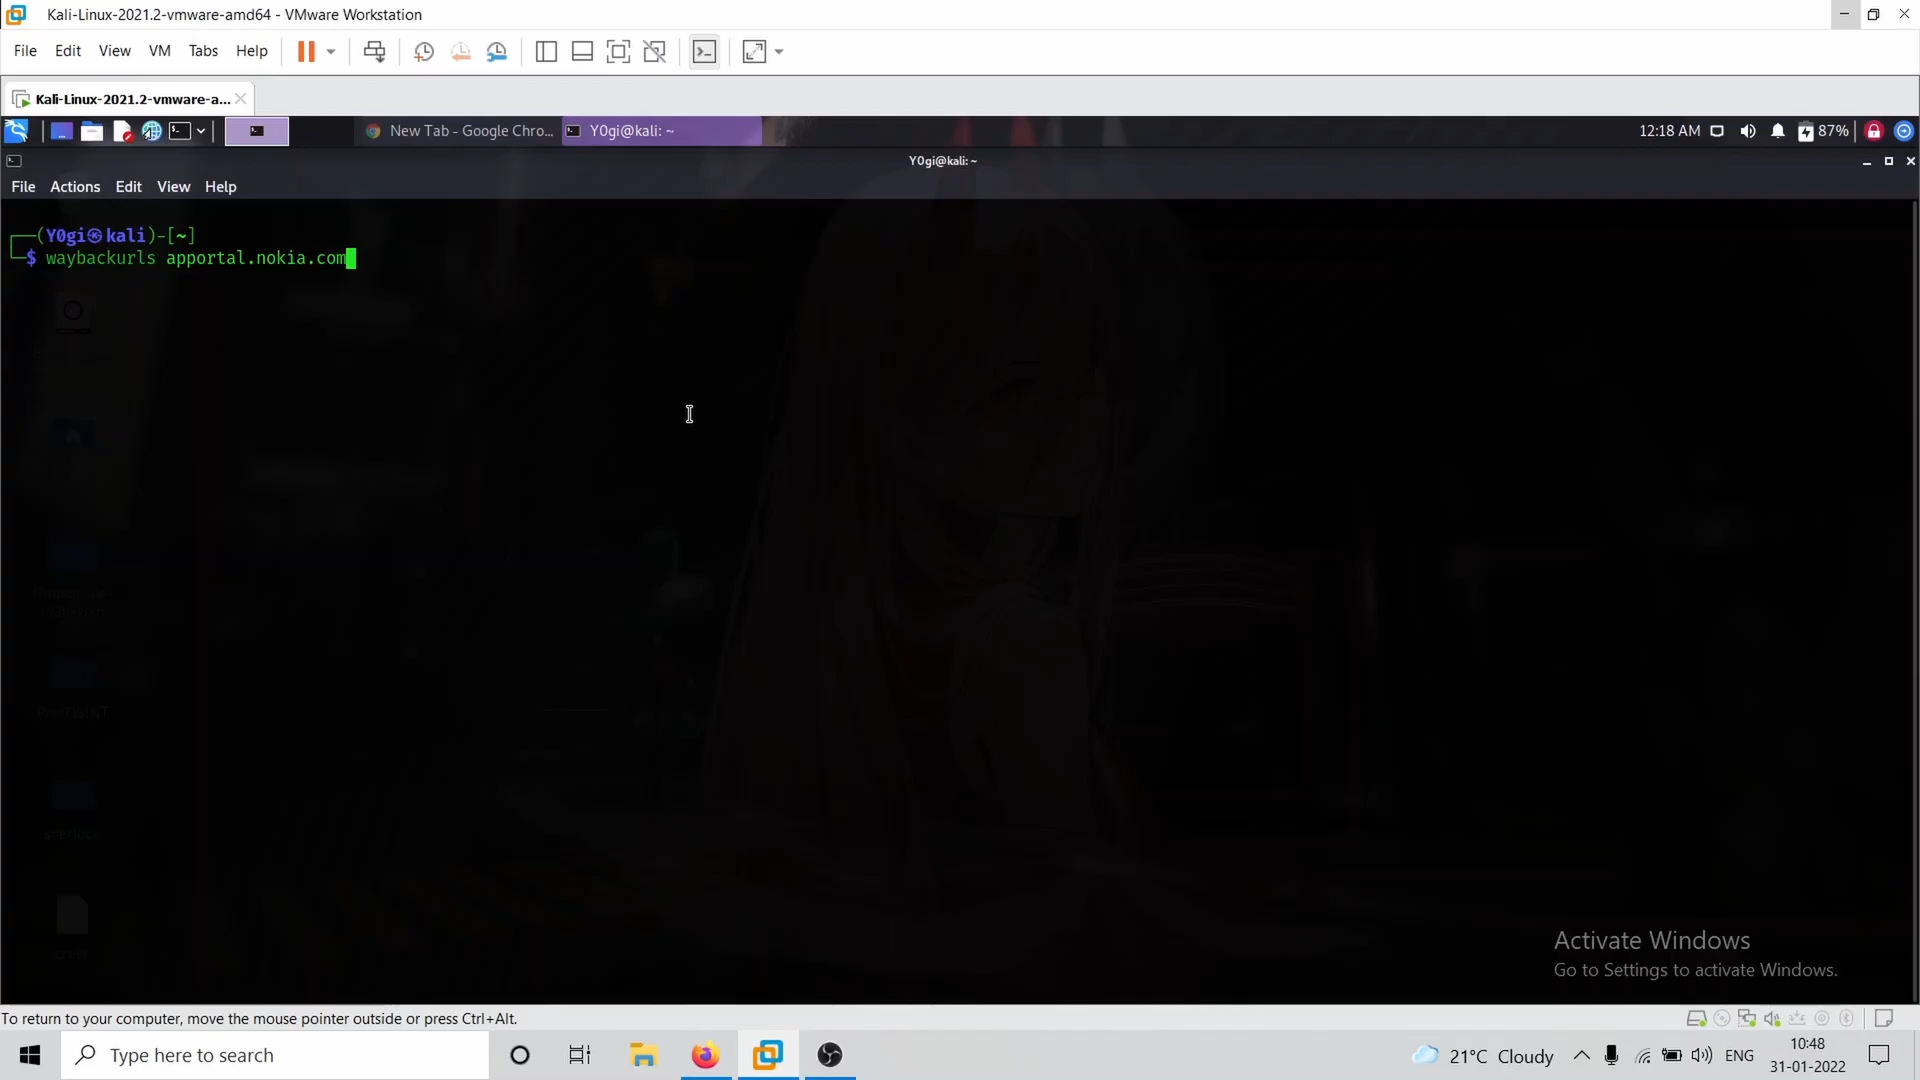 Kali-Linux-2021.2-vmware-amd64 - VMware Workstation
File Edit View VM Tabs Help
Kali-Linux-2021.2-vmware-a...
New Tab - Google Chro... Y0gi@kali: ~ 12:18 AM 87%
Y0gi@kali: ~
File Actions Edit View Help
(Y0gi㉿kali)-[~]
$ waybackurls apportal.nokia.com
Activate Windows
Go to Settings to activate Windows.
To return to your computer, move the mouse pointer outside or press Ctrl+Alt.
Type here to search 21°C Cloudy ENG 10:48
31-01-2022